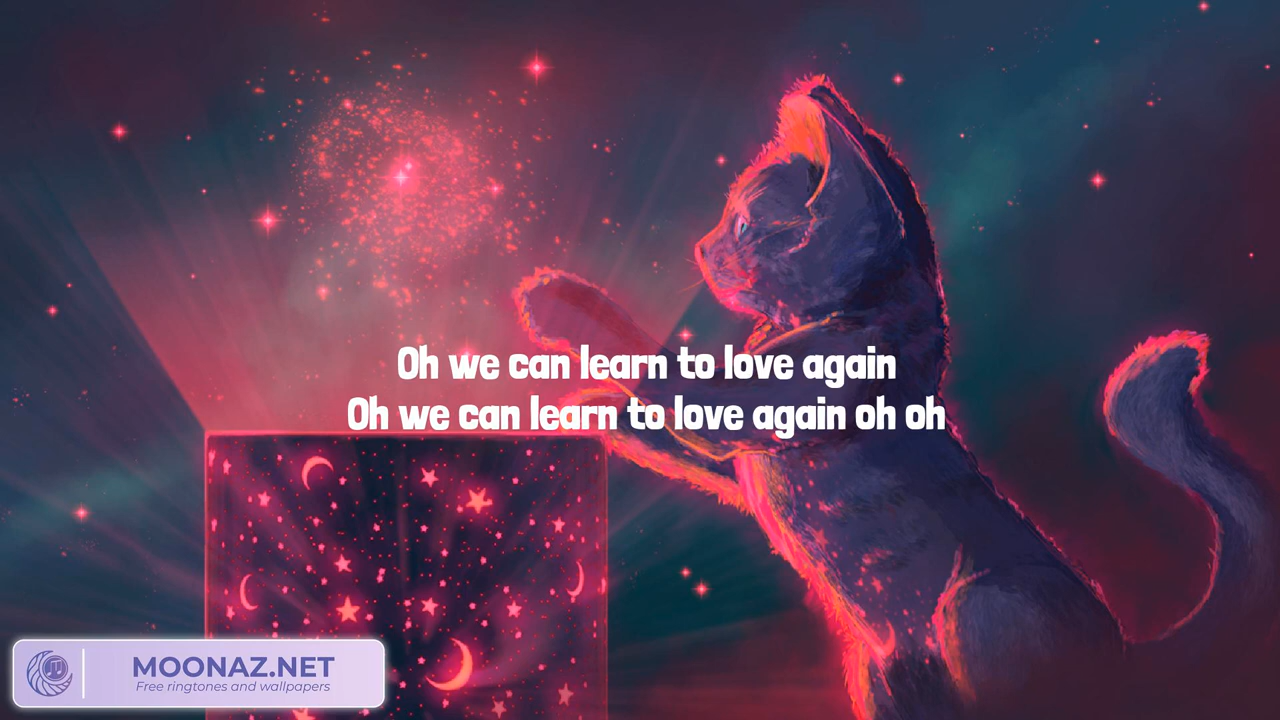 Oh we can learn to love again
Oh we can learn to love again oh oh
MOONAZ.NET
Free ringtones and wallpapers